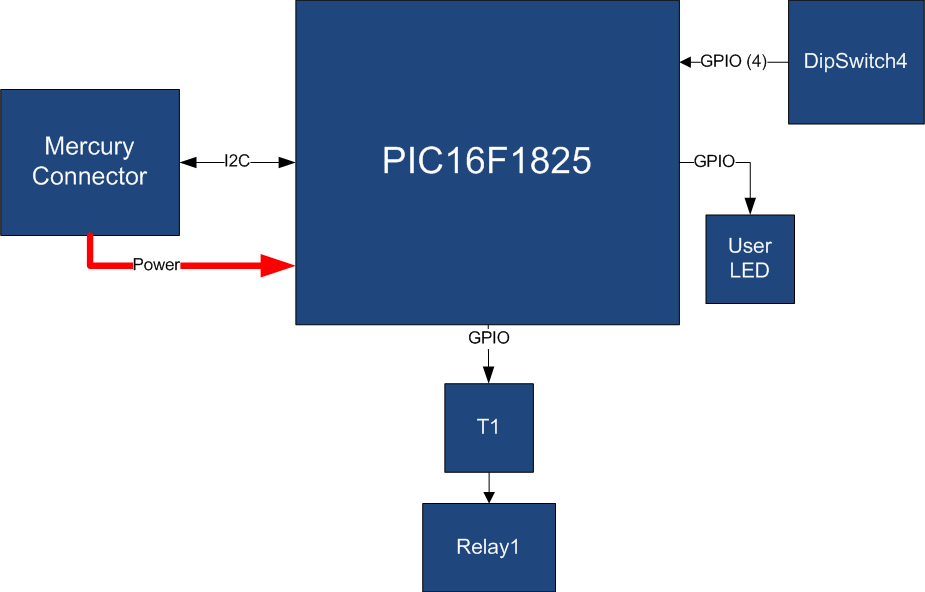 GPIO (4)
DipSwitch4
Mercury
Connector
I2C
PIC16F1825
GPIO
User
LED
Power
GPIO
T1
Relay1